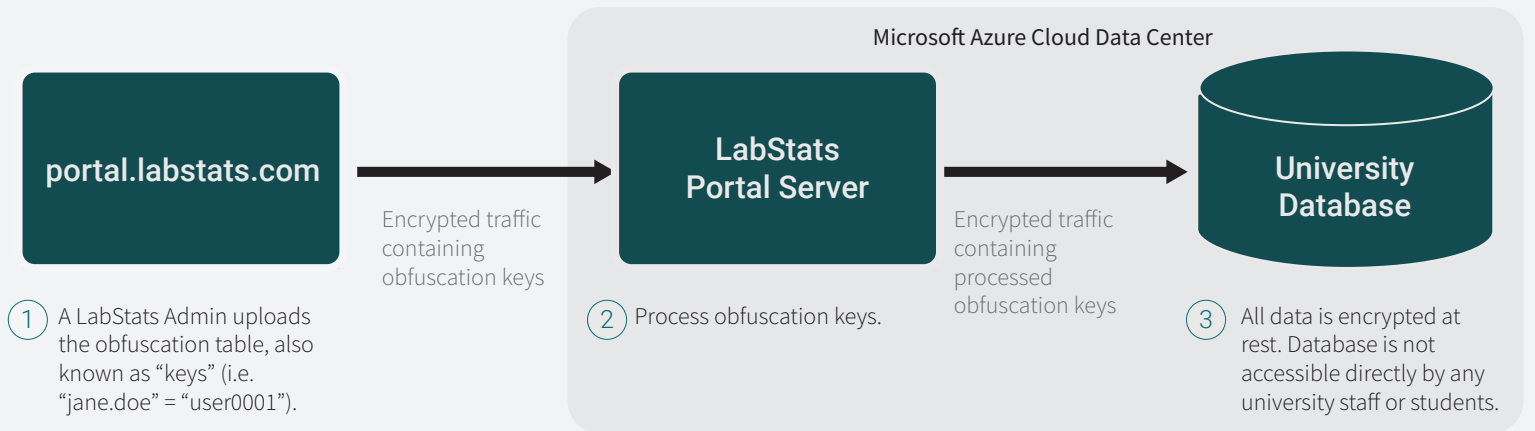 Microsoft Azure Cloud Data Center
portal.labstats.com
Encrypted traffic
containing
obfuscation keys
LabStats
Portal Server
Encrypted traffic
containing
processed
obfuscation keys
University
Database
1
A LabStats Admin uploads
the obfuscation table, also
known as “keys” (i.e.
“jane.doe” = “user0001”).
2
Process obfuscation keys.
3
All data is encrypted at
rest. Database is not
accessible directly by any
university staff or students.